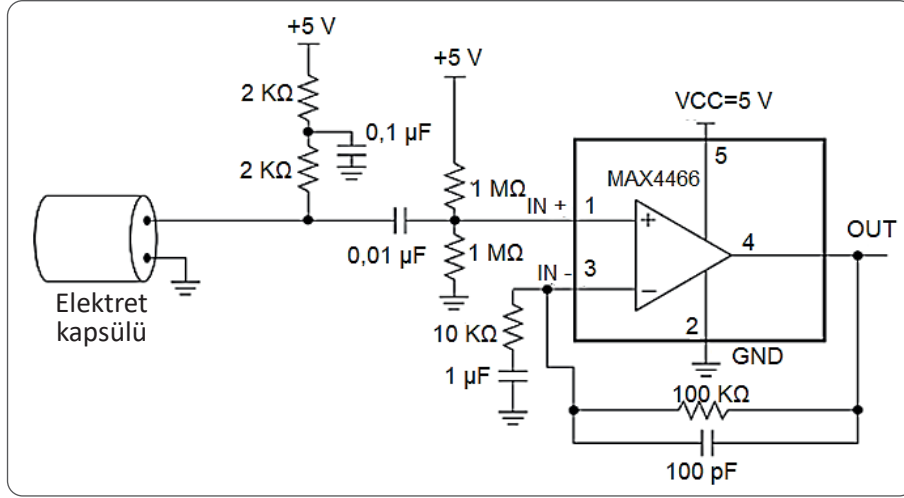 +5 V
+5 V
2 KΩ
VCC=5 V
0,1 µF
5
2 KΩ
MAX4466
1 MΩ
IN +
1
+
4
OUT
0,01 µF
1 MΩ
IN -
3
−
Elektret
kapsülü
10 KΩ
2
GND
1 µF
100 KΩ
100 pF